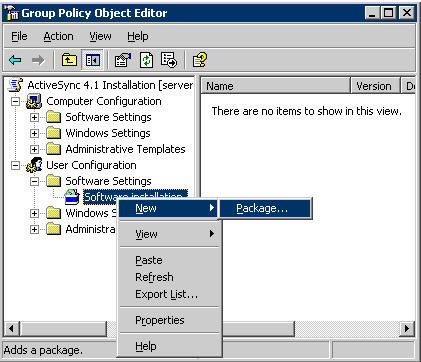 Group Policy Object Editor
File Action View Help
ActiveSync 4.1 Installation [server
Computer Configuration
Software Settings
Windows Settings
Administrative Templates
User Configuration
Software Settings
Software installation
Windows S
Administra
Name Version De
There are no items to show in this view.
New
Package...
View
Paste
Refresh
Export List...
Properties
Help
Adds a package.